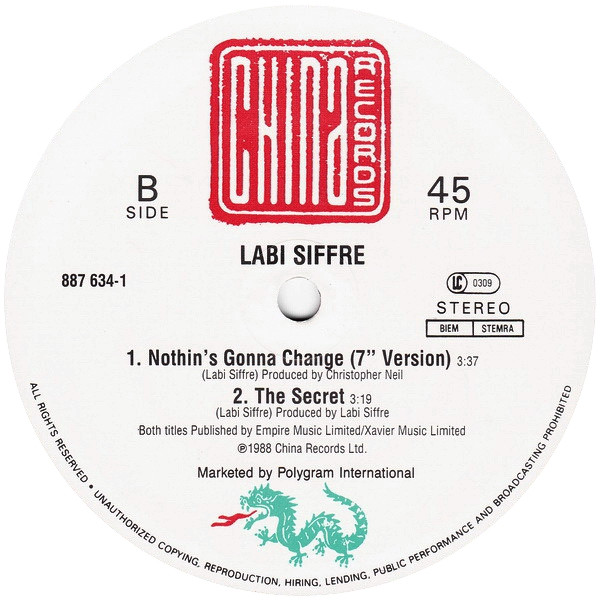 CHINA
RECORDS
B
SIDE
45
RPM
LABI SIFFRE
887 634-1
LC 0309
STEREO
BIEM STEMRA
1. Nothin's Gonna Change (7" Version) 3:37
(Labi Siffre) Produced by Christopher Neil
2. The Secret 3:19
(Labi Siffre) Produced by Labi Siffre
Both titles Published by Empire Music Limited/Xavier Music Limited
℗1988 China Records Ltd.
Marketed by Polygram International
ALL RIGHTS RESERVED • UNAUTHORIZED COPYING, REPRODUCTION, HIRING, LENDING, PUBLIC PERFORMANCE AND BROADCASTING PROHIBITED